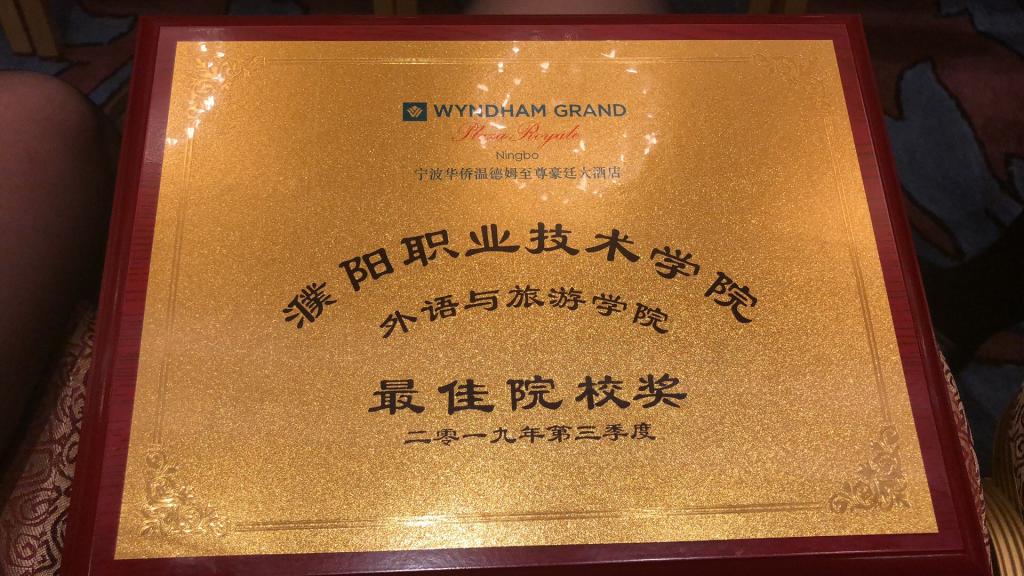 WYNDHAM GRAND
Plaza Royale
Ningbo
宁波华侨温德姆至尊豪廷大酒店
濮阳职业技术学院
外语与旅游学院
最佳院校奖
二零一九年第三季度